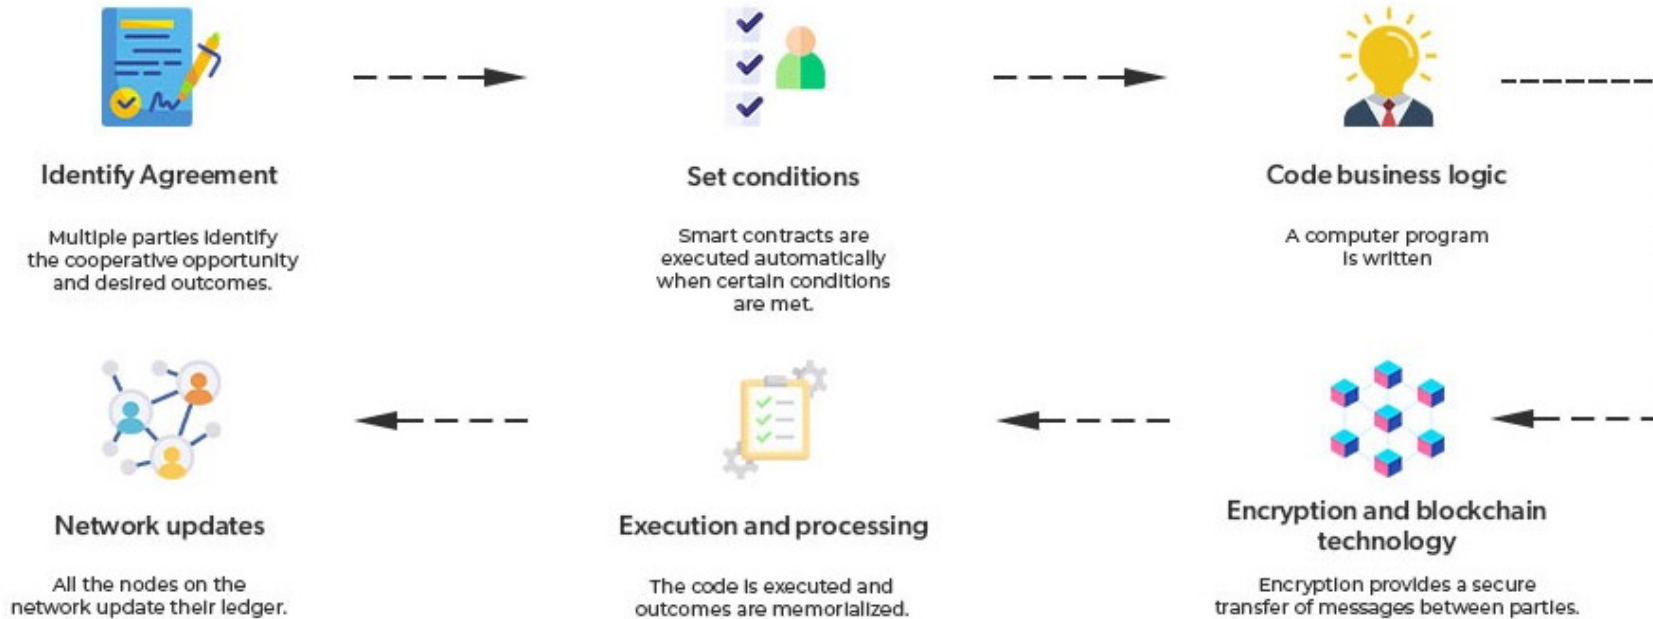 Identify Agreement
Multiple parties identify
the cooperative opportunity
and desired outcomes.
Set conditions
Smart contracts are
executed automatically
when certain conditions
are met.
Code business logic
A computer program
is written
Encryption and blockchain
technology
Encryption provides a secure
transfer of messages between parties.
Execution and processing
The code is executed and
outcomes are memorialized.
Network updates
All the nodes on the
network update their ledger.